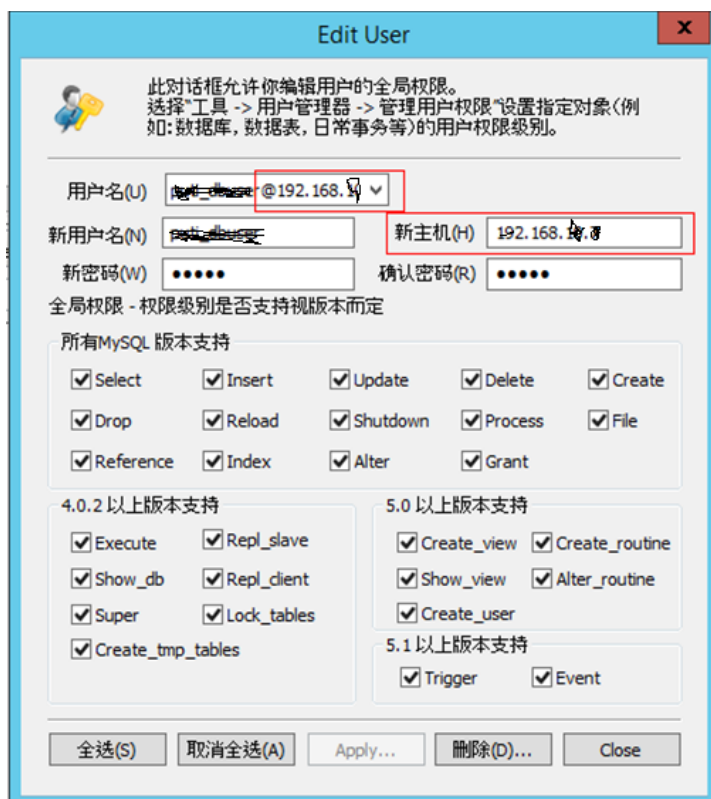 Edit User
此对话框允许你编辑用户的全局权限。
选择"工具 -> 用户管理器 -> 管理用户权限"设置指定对象(例
如:数据库,数据表,日常事务等)的用户权限级别。
用户名(U) @192.168.
新用户名(N) 新主机(H) 192.168.
新密码(W) ●●●●● 确认密码(R) ●●●●●
全局权限 - 权限级别是否支持视版本而定
所有MySQL 版本支持
Select Insert Update Delete Create
Drop Reload Shutdown Process File
Reference Index Alter Grant
4.0.2 以上版本支持
Execute Repl_slave
Show_db Repl_client
Super Lock_tables
Create_tmp_tables
5.0 以上版本支持
Create_view Create_routine
Show_view Alter_routine
Create_user
5.1 以上版本支持
Trigger Event
全选(S) 取消全选(A) Apply... 删除(D)... Close